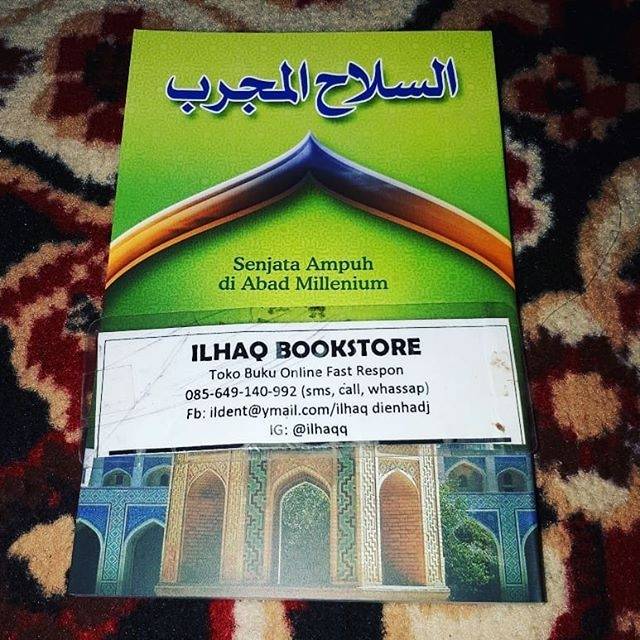 السلاح المجرب
Senjata Ampuh
di Abad Millenium
ILHAQ BOOKSTORE
Toko Buku Online Fast Respon
085-649-140-992 (sms, call, whassap)
Fb: ildent@ymail.com/ilhaq dienhadj
IG: @ilhaqq